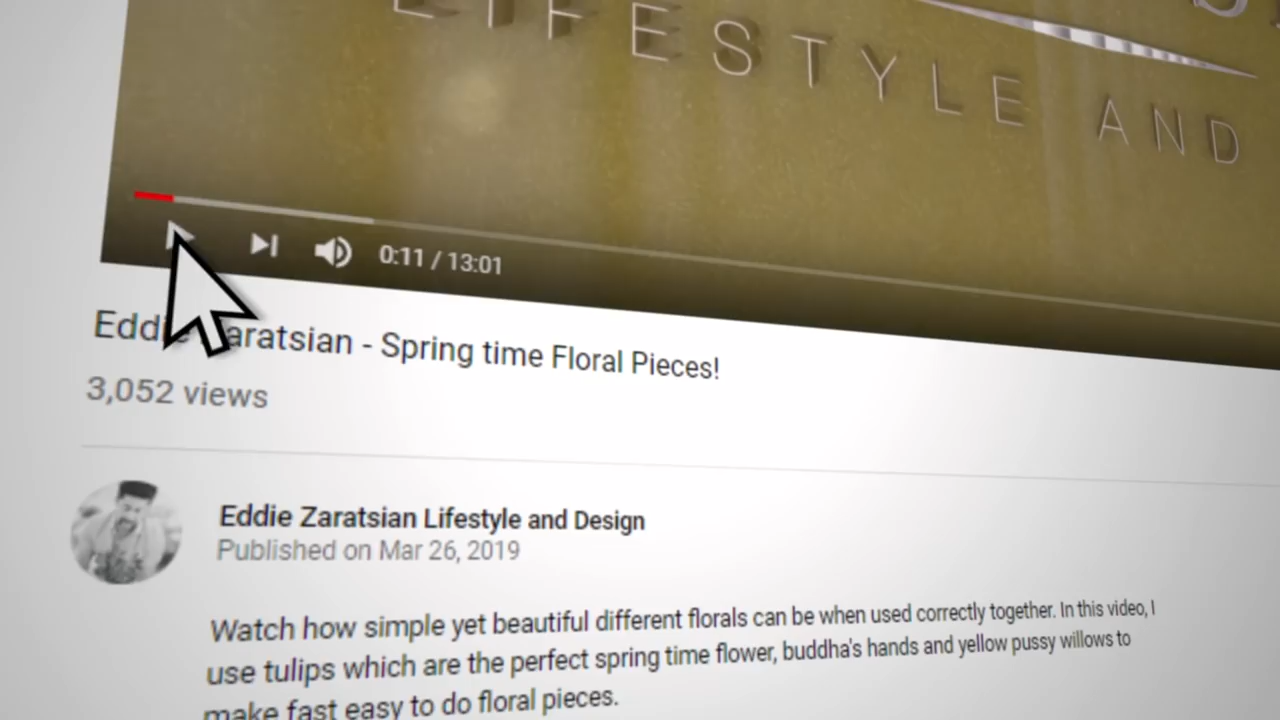 LIFESTYLE AND
0:11 / 13:01
Eddie Zaratsian - Spring time Floral Pieces!
3,052 views
Eddie Zaratsian Lifestyle and Design
Published on Mar 26, 2019
Watch how simple yet beautiful different florals can be when used correctly together. In this video, I
use tulips which are the perfect spring time flower, buddha's hands and yellow pussy willows to
make fast easy to do floral pieces.